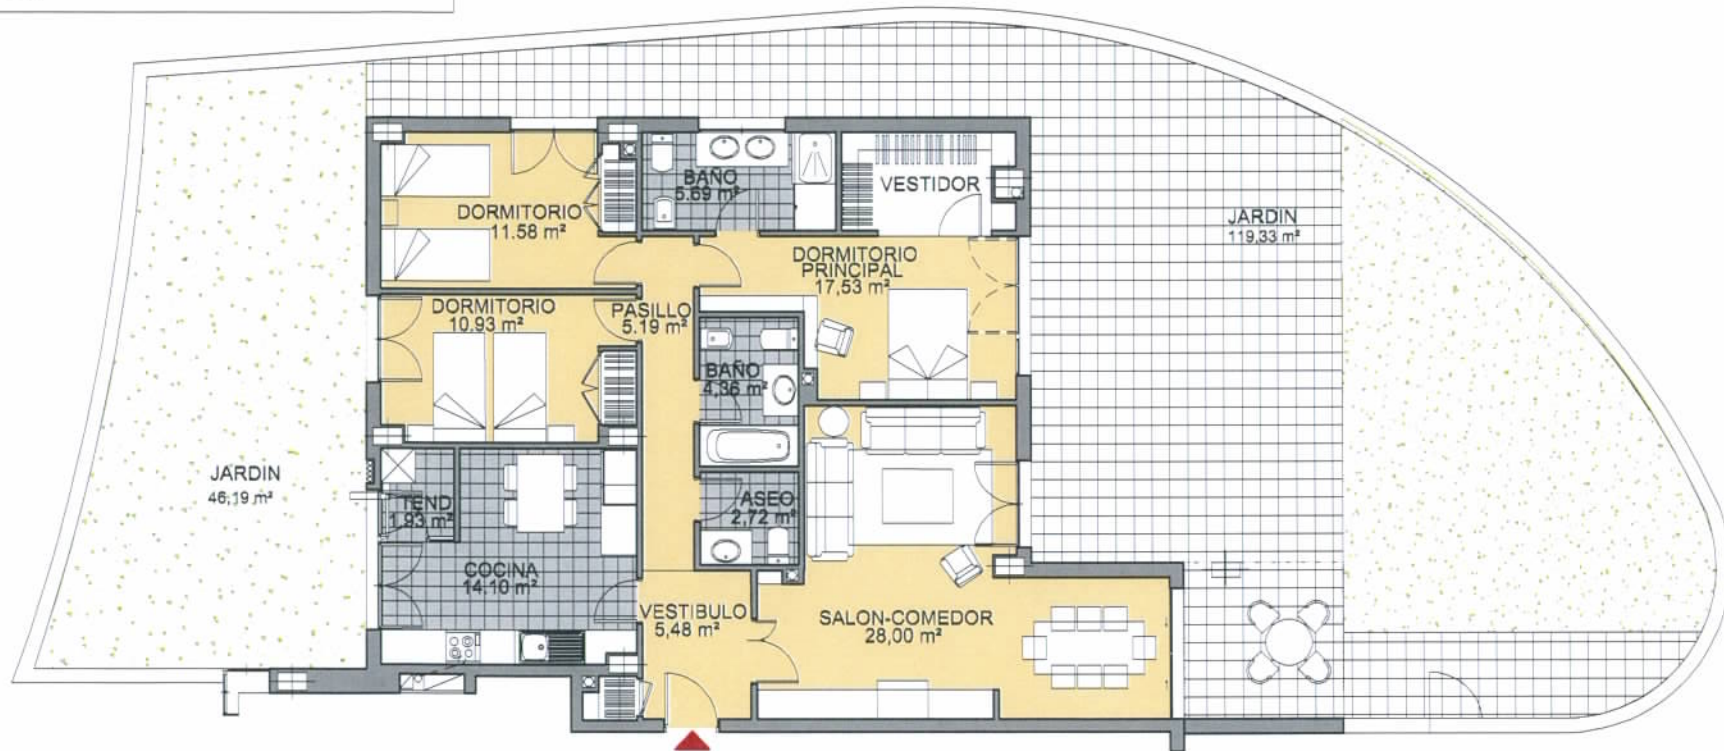 BAÑO
5.69 m²
VESTIDOR
DORMITORIO
11.58 m²
JARDIN
119,33 m²
DORMITORIO
PRINCIPAL
17,53 m²
DORMITORIO
10.93 m²
PASILLO
5.19 m²
BAÑO
4,36 m²
JARDIN
46,19 m²
TEND
1.93 m²
ASEO
2,72 m²
COCINA
14.10 m²
VESTIBULO
5,48 m²
SALON-COMEDOR
28,00 m²